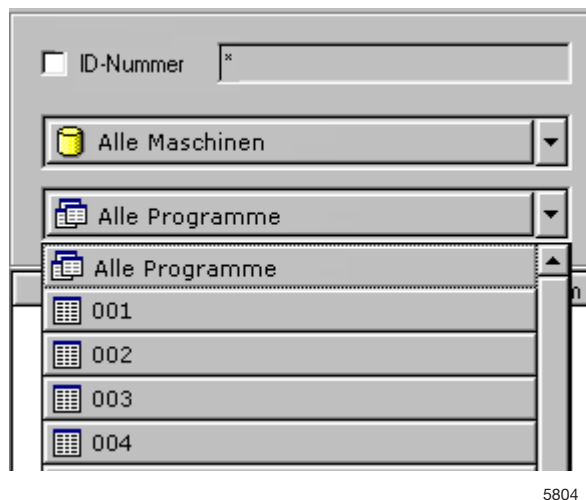 ID-Nummer *
Alle Maschinen
Alle Programme
Alle Programme
001
002
003
004
5804